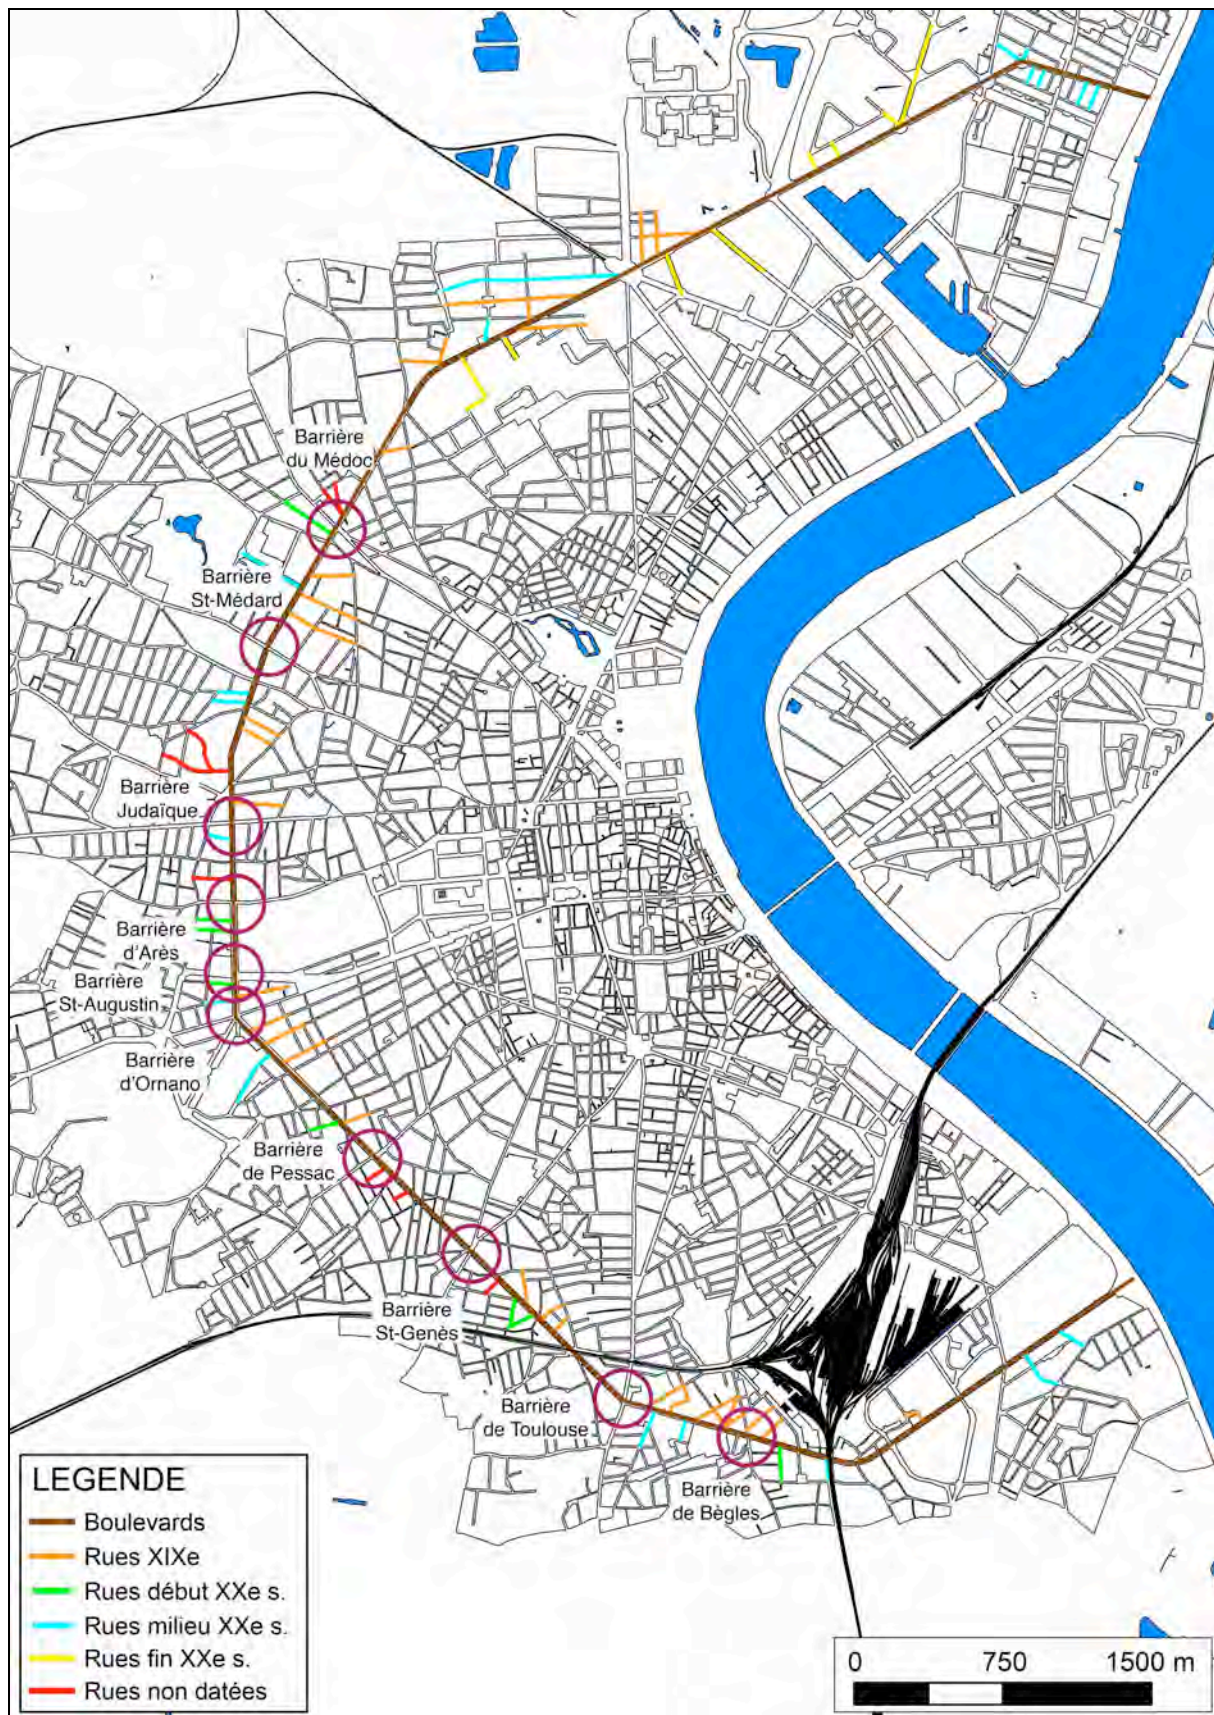 Barrière
du Médoc
Barrière
St-Médard
Barrière
Judaïque
Barrière
d'Arès
Barrière
St-Augustin
Barrière
d'Ornano
Barrière
de Pessac
Barrière
St-Genès
Barrière
de Toulouse
Barrière
de Bègles
LEGENDE
Boulevards
Rues XIXe
Rues début XXe s.
Rues milieu XXe s.
Rues fin XXe s.
Rues non datées
0 750 1500 m